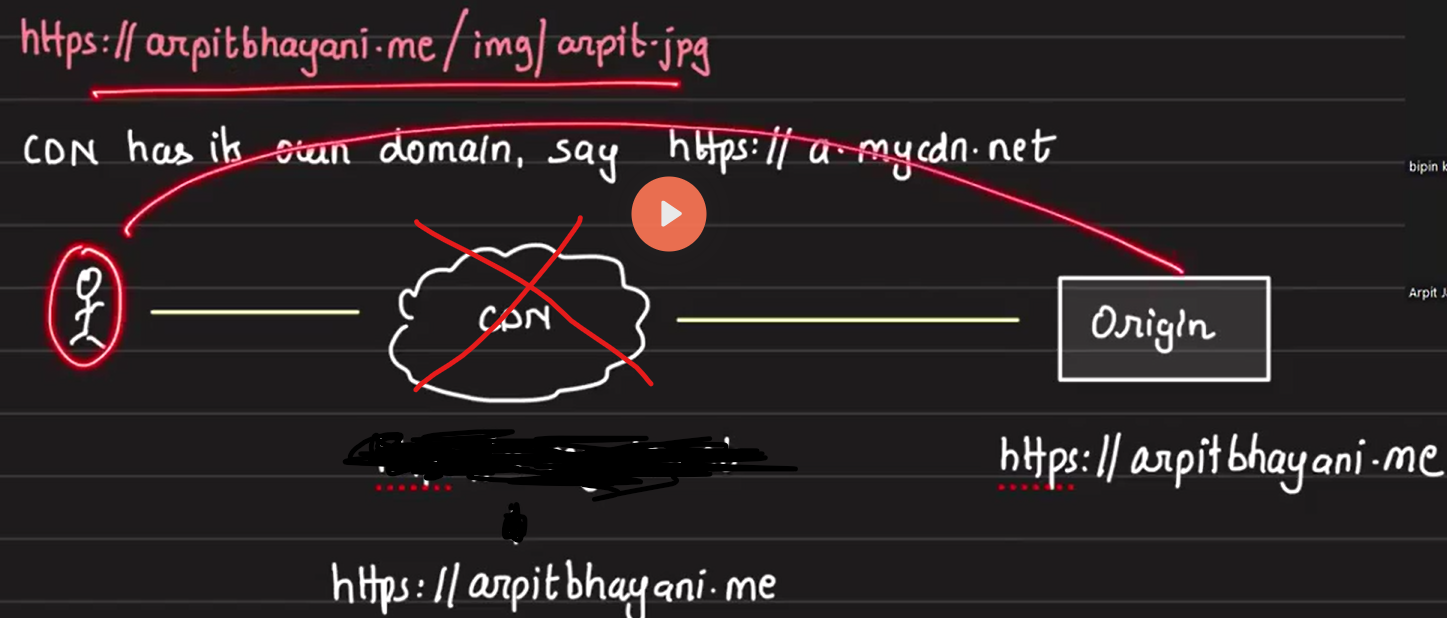 https://arpitbhayani.me/img/arpit.jpg
CDN has its own domain, say https://a.mycdn.net
bipin k
Arpit J
CDN
Origin
https://arpitbhayani.me
https://arpitbhayani.me